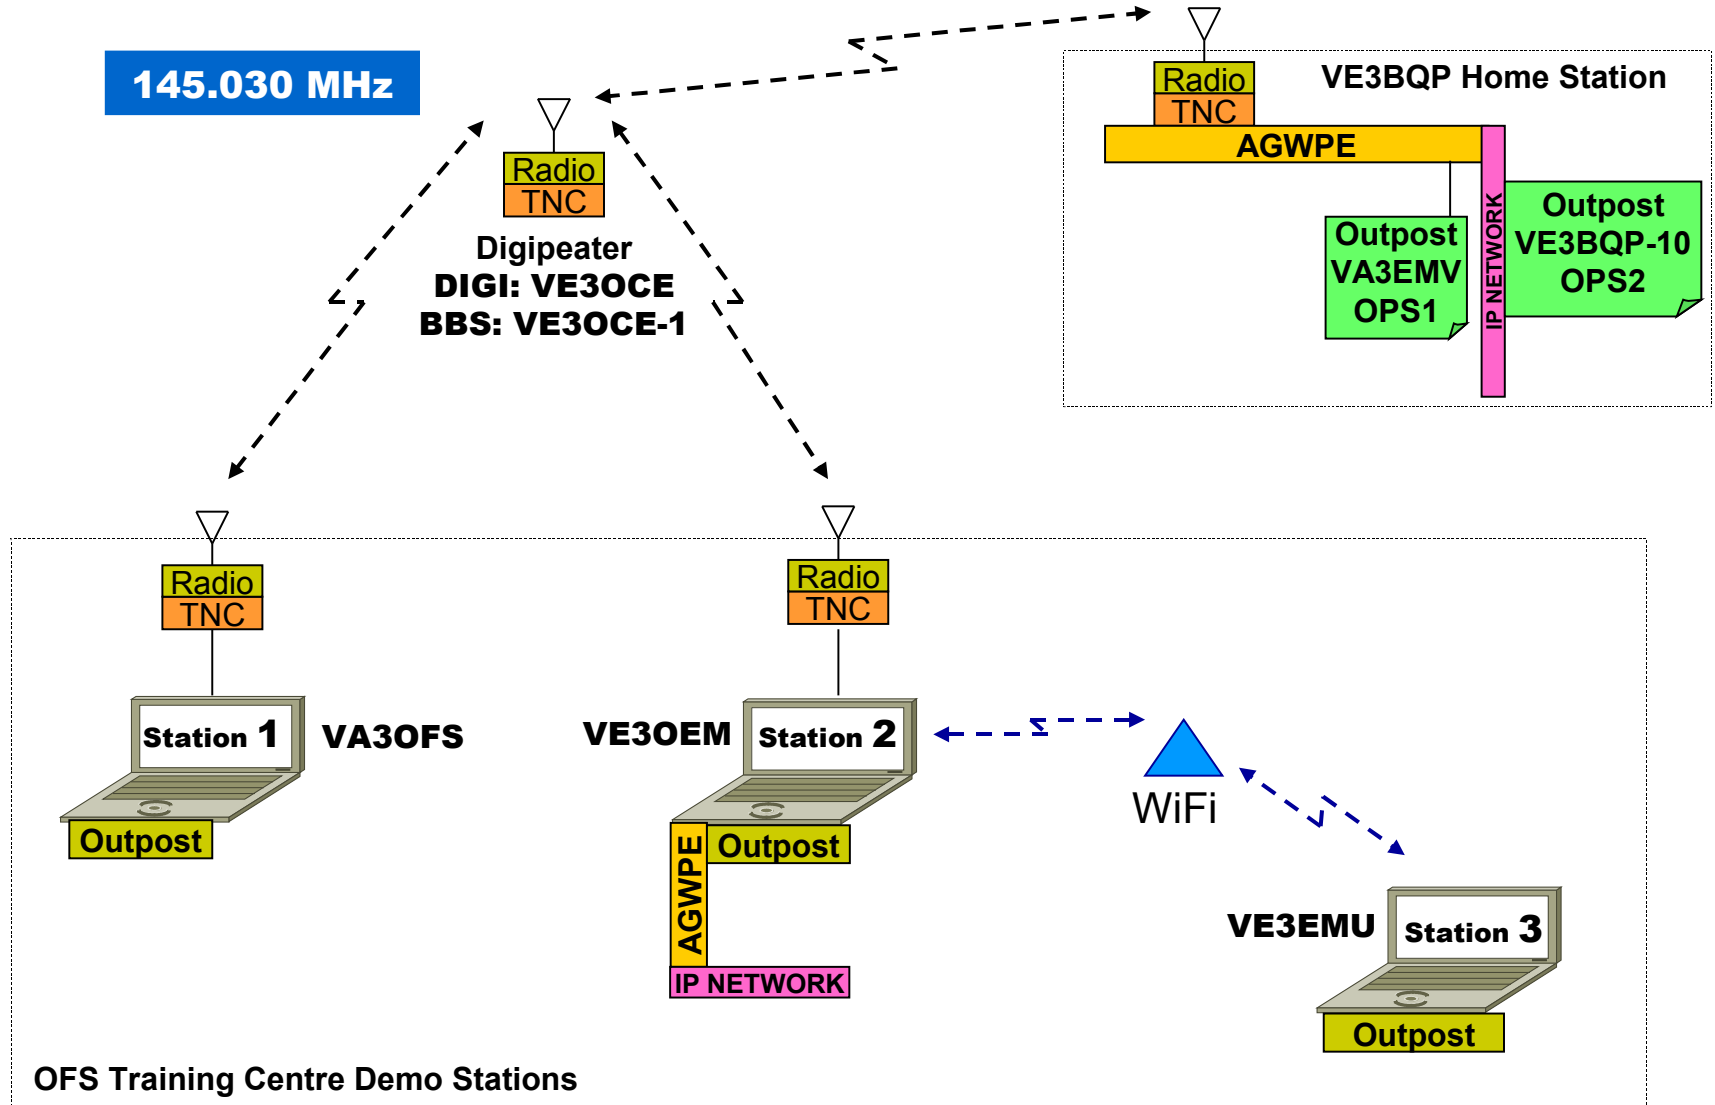 145.030 MHz
Radio
TNC
Digipeater
DIGI: VE3OCE
BBS: VE3OCE-1
VE3BQP Home Station
Radio
TNC
AGWPE
IP NETWORK
Outpost
VA3EMV
OPS1
Outpost
VE3BQP-10
OPS2
Radio
TNC
Station 1
VA3OFS
Outpost
Radio
TNC
VE3OEM
Station 2
AGWPE
Outpost
IP NETWORK
WiFi
VE3EMU
Station 3
Outpost
OFS Training Centre Demo Stations